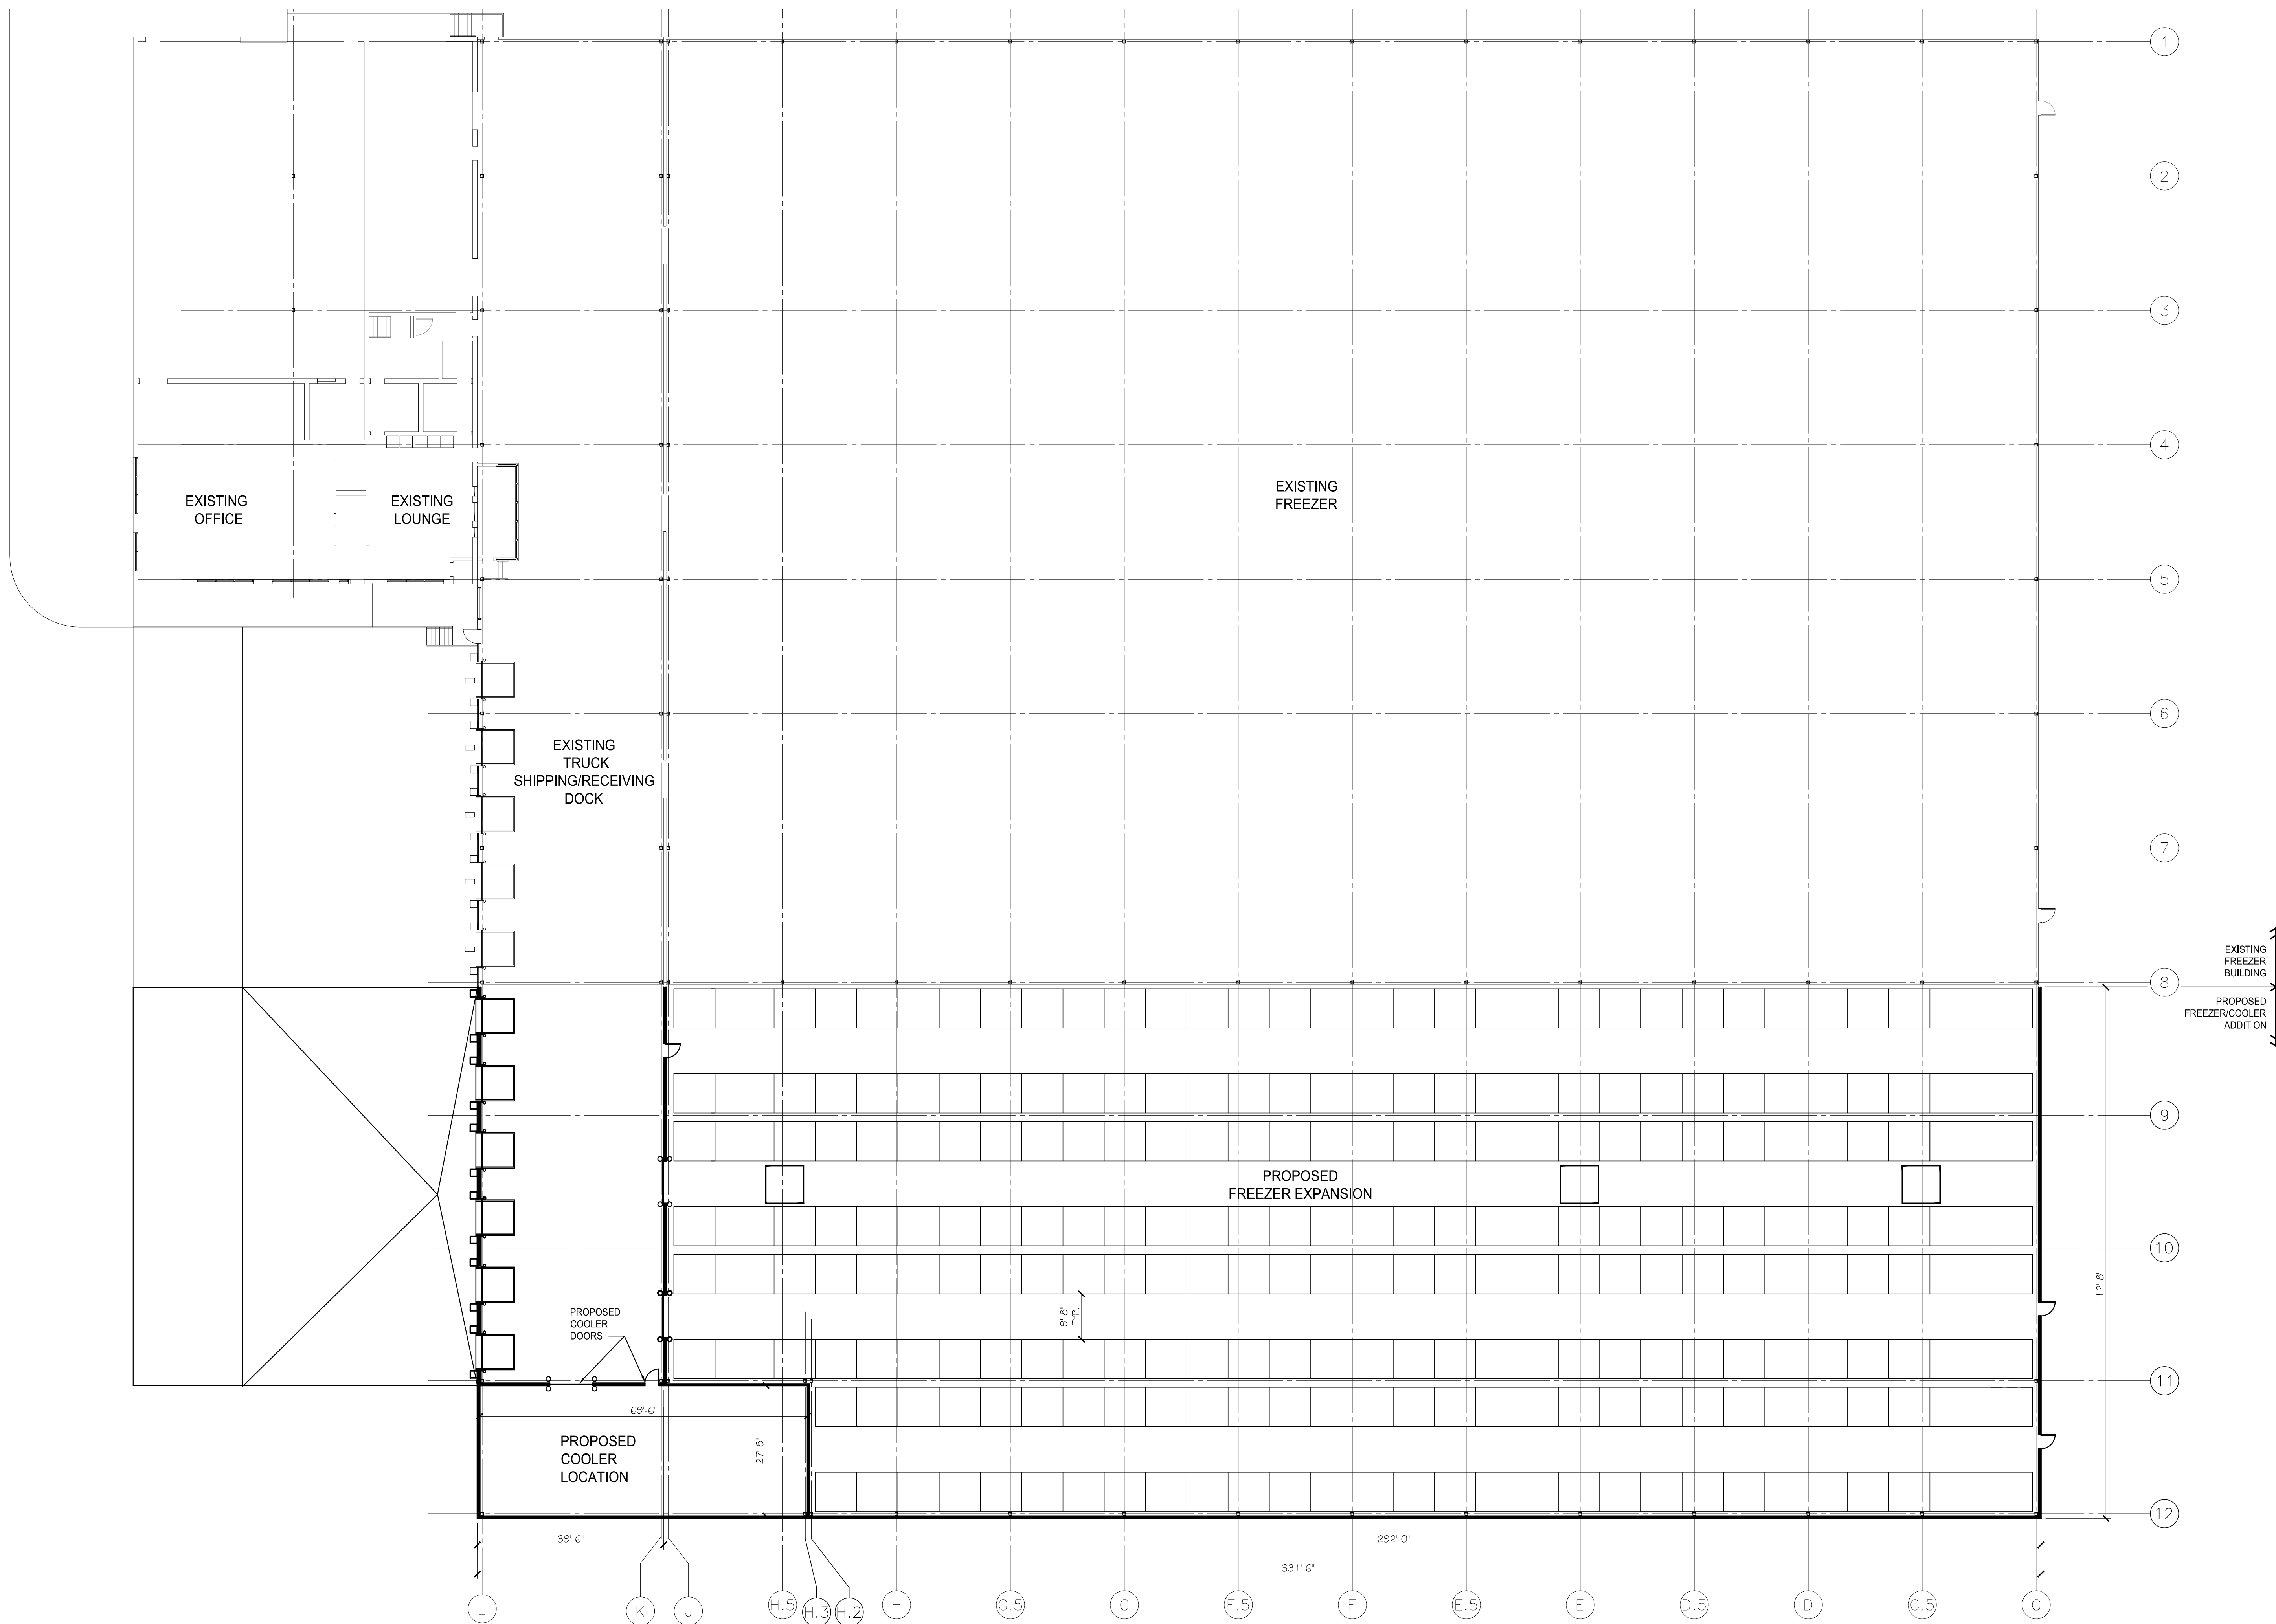 1
2
3
4
EXISTING
OFFICE
EXISTING
LOUNGE
EXISTING
FREEZER
5
6
EXISTING
TRUCK
SHIPPING/RECEIVING
DOCK
7
EXISTING
FREEZER
BUILDING
8
PROPOSED
FREEZER/COOLER
ADDITION
9
PROPOSED
FREEZER EXPANSION
10
112'-8"
9'-8"
TYP.
PROPOSED
COOLER
DOORS
11
69'-6"
27'-8"
PROPOSED
COOLER
LOCATION
12
39'-6"
292'-0"
331'-6"
L
K
J
H.5
H.3
H.2
H
G.5
G
F.5
F
E.5
E
D.5
D
C.5
C